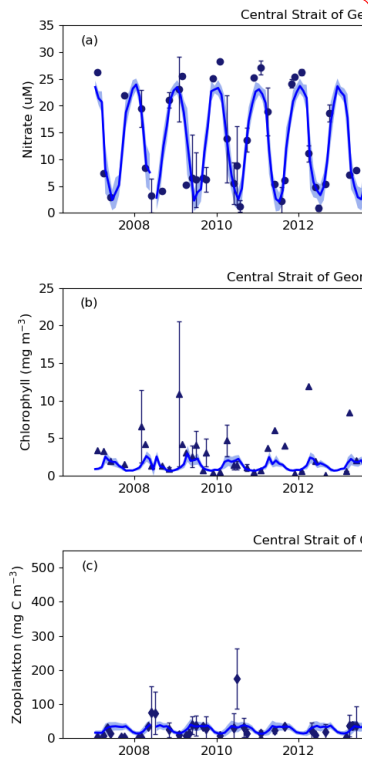 Central Strait of Ge
(a)
Nitrate (uM)
35
30
25
20
15
10
5
0
2008 2010 2012
Central Strait of Geor
(b)
Chlorophyll (mg m⁻³)
25
20
15
10
5
0
2008 2010 2012
Central Strait of
(c)
Zooplankton (mg C m⁻³)
500
400
300
200
100
0
2008 2010 2012